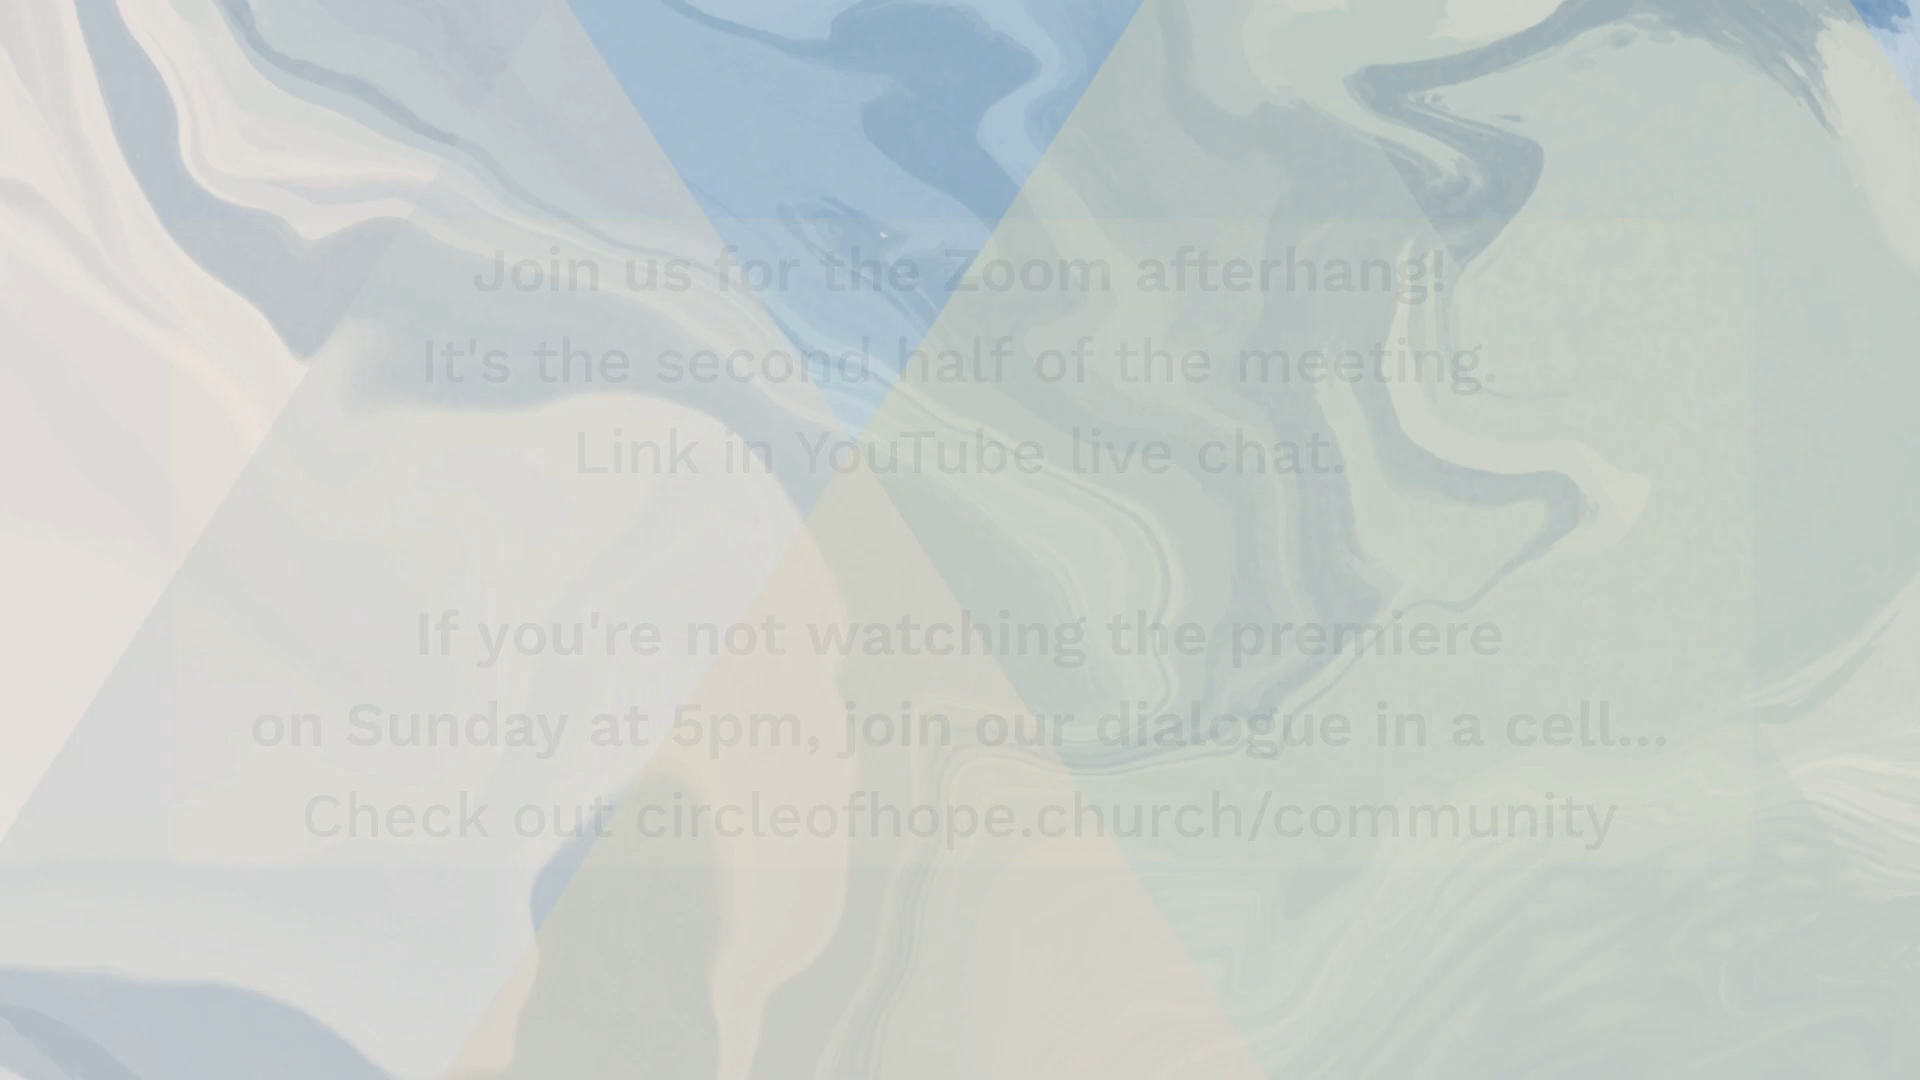 Join us for the Zoom afterhang!
It's the second half of the meeting.
Link in YouTube live chat.
If you're not watching the premiere
on Sunday at 5pm, join our dialogue in a cell...
Check out circleofhope.church/community